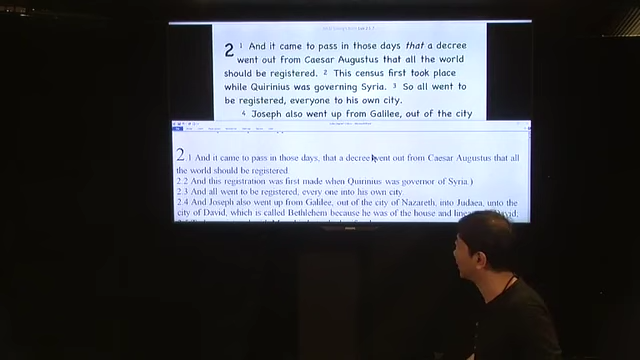 2 1 And it came to pass in those days that a decree
went out from Caesar Augustus that all the world
should be registered. 2 This census first took place
while Quirinius was governing Syria. 3 So all went to
be registered, everyone to his own city.
4 Joseph also went up from Galilee, out of the city
2.1 And it came to pass in those days, that a decree went out from Caesar Augustus that all
the world should be registered.
2.2 And this registration was first made when Quirinius was governor of Syria.)
2.3 And all went to be registered, every one into his own city.
2.4 And Joseph also went up from Galilee, out of the city of Nazareth, into Judaea, unto the
city of David, which is called Bethlehem because he was of the house and David;